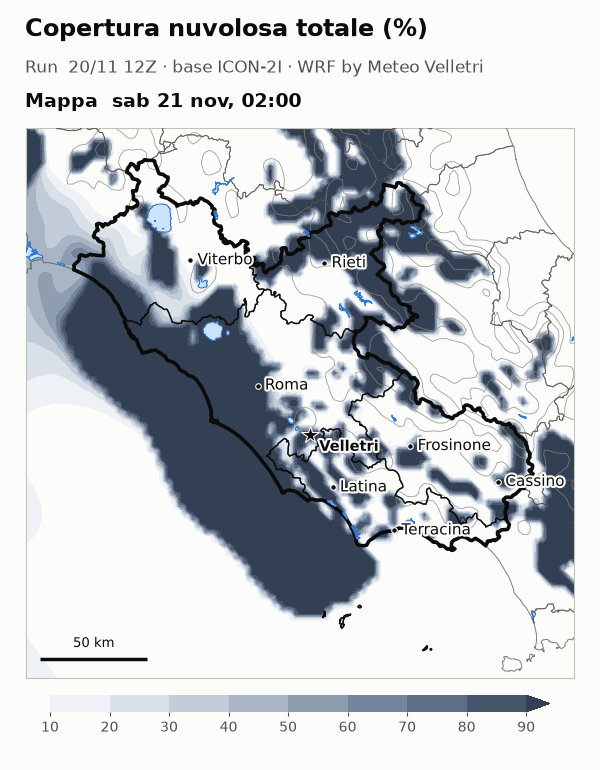 Copertura nuvolosa totale (%)
Run  20/11 12Z · base ICON-2I · WRF by Meteo Velletri
Mappa  sab 21 nov, 02:00
Viterbo
Rieti
Roma
Velletri
Frosinone
Latina
Cassino
Terracina
50 km
10 20 30 40 50 60 70 80 90